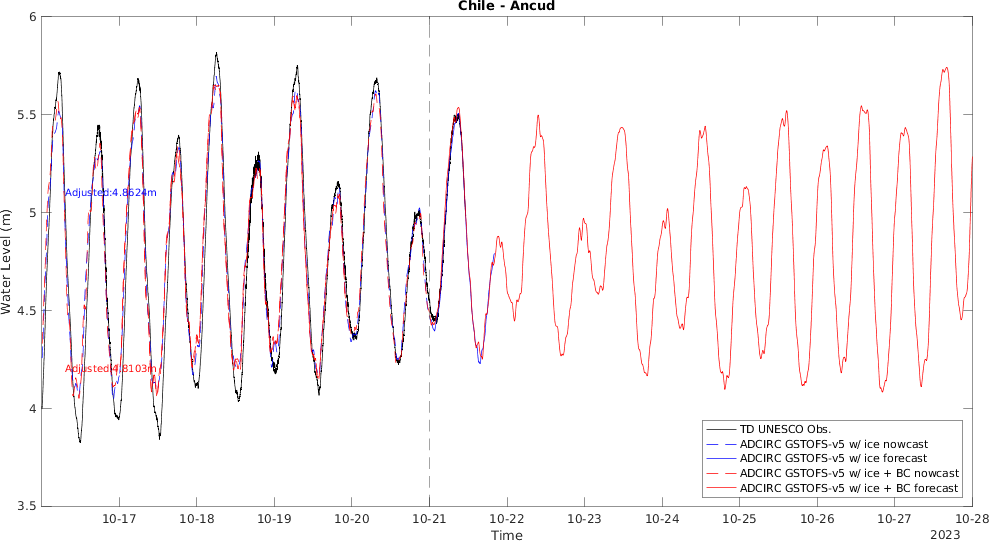 Chile - Ancud
6
5.5
5
4.5
4
3.5
Water Level (m)
Adjusted:4.8624m
Adjusted:4.8103m
TD UNESCO Obs.
ADCIRC GSTOFS-v5 w/ ice nowcast
ADCIRC GSTOFS-v5 w/ ice forecast
ADCIRC GSTOFS-v5 w/ ice + BC nowcast
ADCIRC GSTOFS-v5 w/ ice + BC forecast
10-17 10-18 10-19 10-20 10-21 10-22 10-23 10-24 10-25 10-26 10-27 10-28
Time
2023